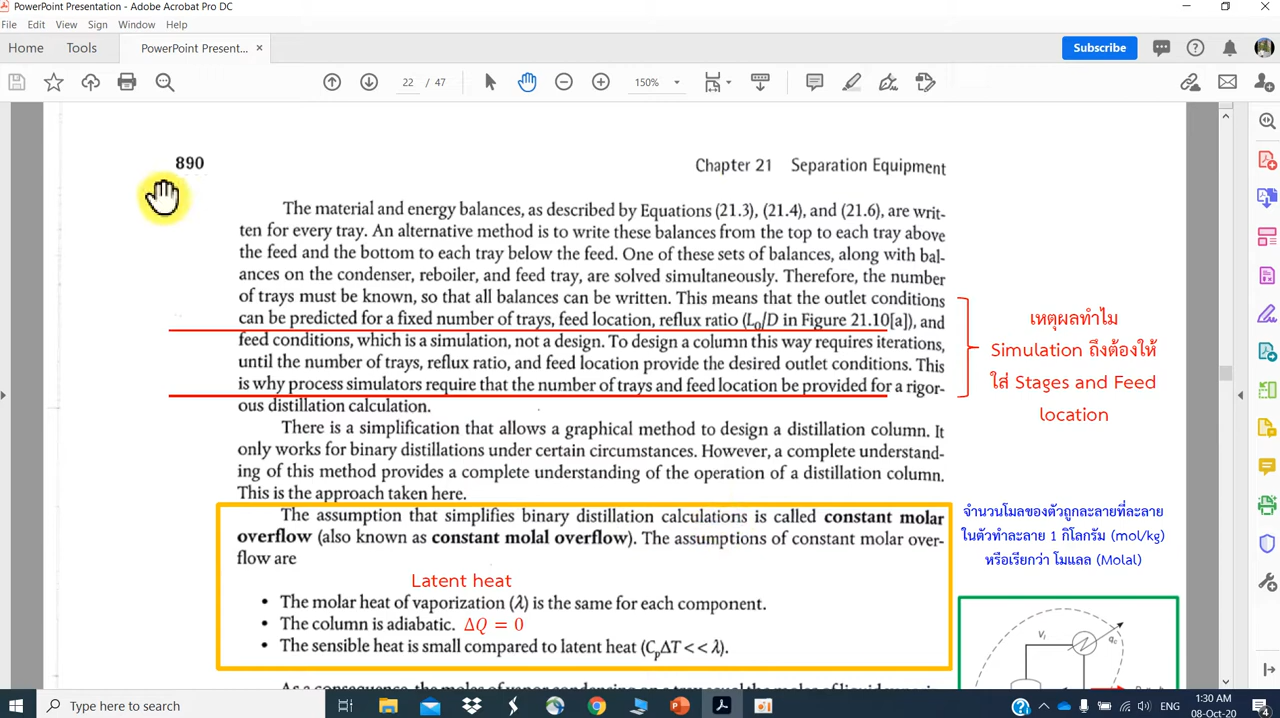 PowerPoint Presentation - Adobe Acrobat Pro DC
File Edit View Sign Window Help
Home Tools PowerPoint Present... × Subscribe
22 / 47 150%
890
Chapter 21 Separation Equipment
The material and energy balances, as described by Equations (21.3), (21.4), and (21.6), are writ-
ten for every tray. An alternative method is to write these balances from the top to each tray above
the feed and the bottom to each tray below the feed. One of these sets of balances, along with bal-
ances on the condenser, reboiler, and feed tray, are solved simultaneously. Therefore, the number
of trays must be known, so that all balances can be written. This means that the outlet conditions
can be predicted for a fixed number of trays, feed location, reflux ratio (L₀/D in Figure 21.10[a]), and
feed conditions, which is a simulation, not a design. To design a column this way requires iterations,
until the number of trays, reflux ratio, and feed location provide the desired outlet conditions. This
is why process simulators require that the number of trays and feed location be provided for a rigor-
ous distillation calculation.
เหตุผลทำไม
Simulation ถึงต้องให้
ใส่ Stages and Feed
location
There is a simplification that allows a graphical method to design a distillation column. It
only works for binary distillations under certain circumstances. However, a complete understand-
ing of this method provides a complete understanding of the operation of a distillation column.
This is the approach taken here.
The assumption that simplifies binary distillation calculations is called constant molar
overflow (also known as constant molal overflow). The assumptions of constant molar over-
flow are
จำนวนโมลของตัวถูกละลายที่ละลาย
ในตัวทำละลาย 1 กิโลกรัม (mol/kg)
หรือเรียกว่า โมแลล (Molal)
Latent heat
• The molar heat of vaporization (λ) is the same for each component.
• The column is adiabatic. ΔQ = 0
• The sensible heat is small compared to latent heat (CpΔT << λ).
V₁ qc
Type here to search
ENG
1:30 AM
08-Oct-20
4